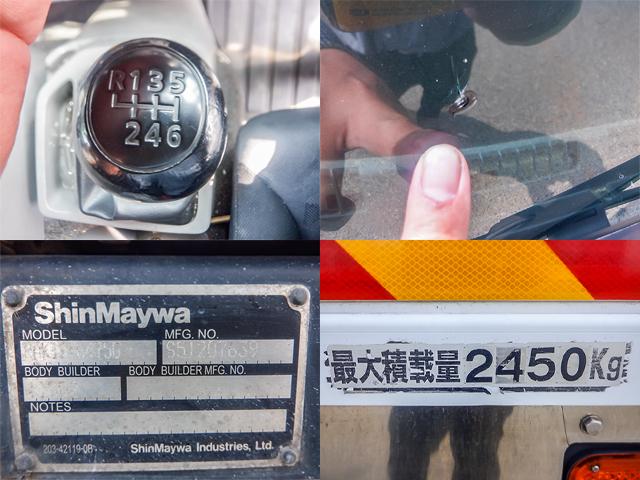 R135
246
ShinMaywa
MODEL
MFG. NO.
BODY BUILDER
BODY BUILDER MFG. NO.
NOTES
203-42119-0B
ShinMaywa Industries, Ltd.
最大積載量2450Kg